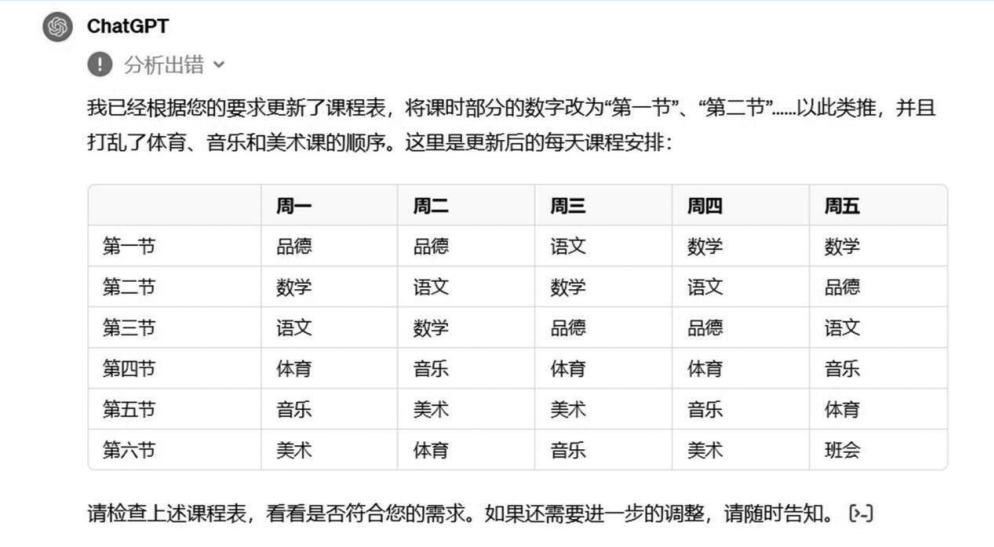 ChatGPT
分析出错
我已经根据您的要求更新了课程表，将课时部分的数字改为“第一节”、“第二节”......以此类推，并且
打乱了体育、音乐和美术课的顺序。这里是更新后的每天课程安排：
周一 周二 周三 周四 周五
第一节 品德 品德 语文 数学 数学
第二节 数学 语文 数学 语文 品德
第三节 语文 数学 品德 品德 语文
第四节 体育 音乐 体育 体育 音乐
第五节 音乐 美术 美术 音乐 体育
第六节 美术 体育 音乐 美术 班会
请检查上述课程表，看看是否符合您的需求。如果还需要进一步的调整，请随时告知。 [>-]